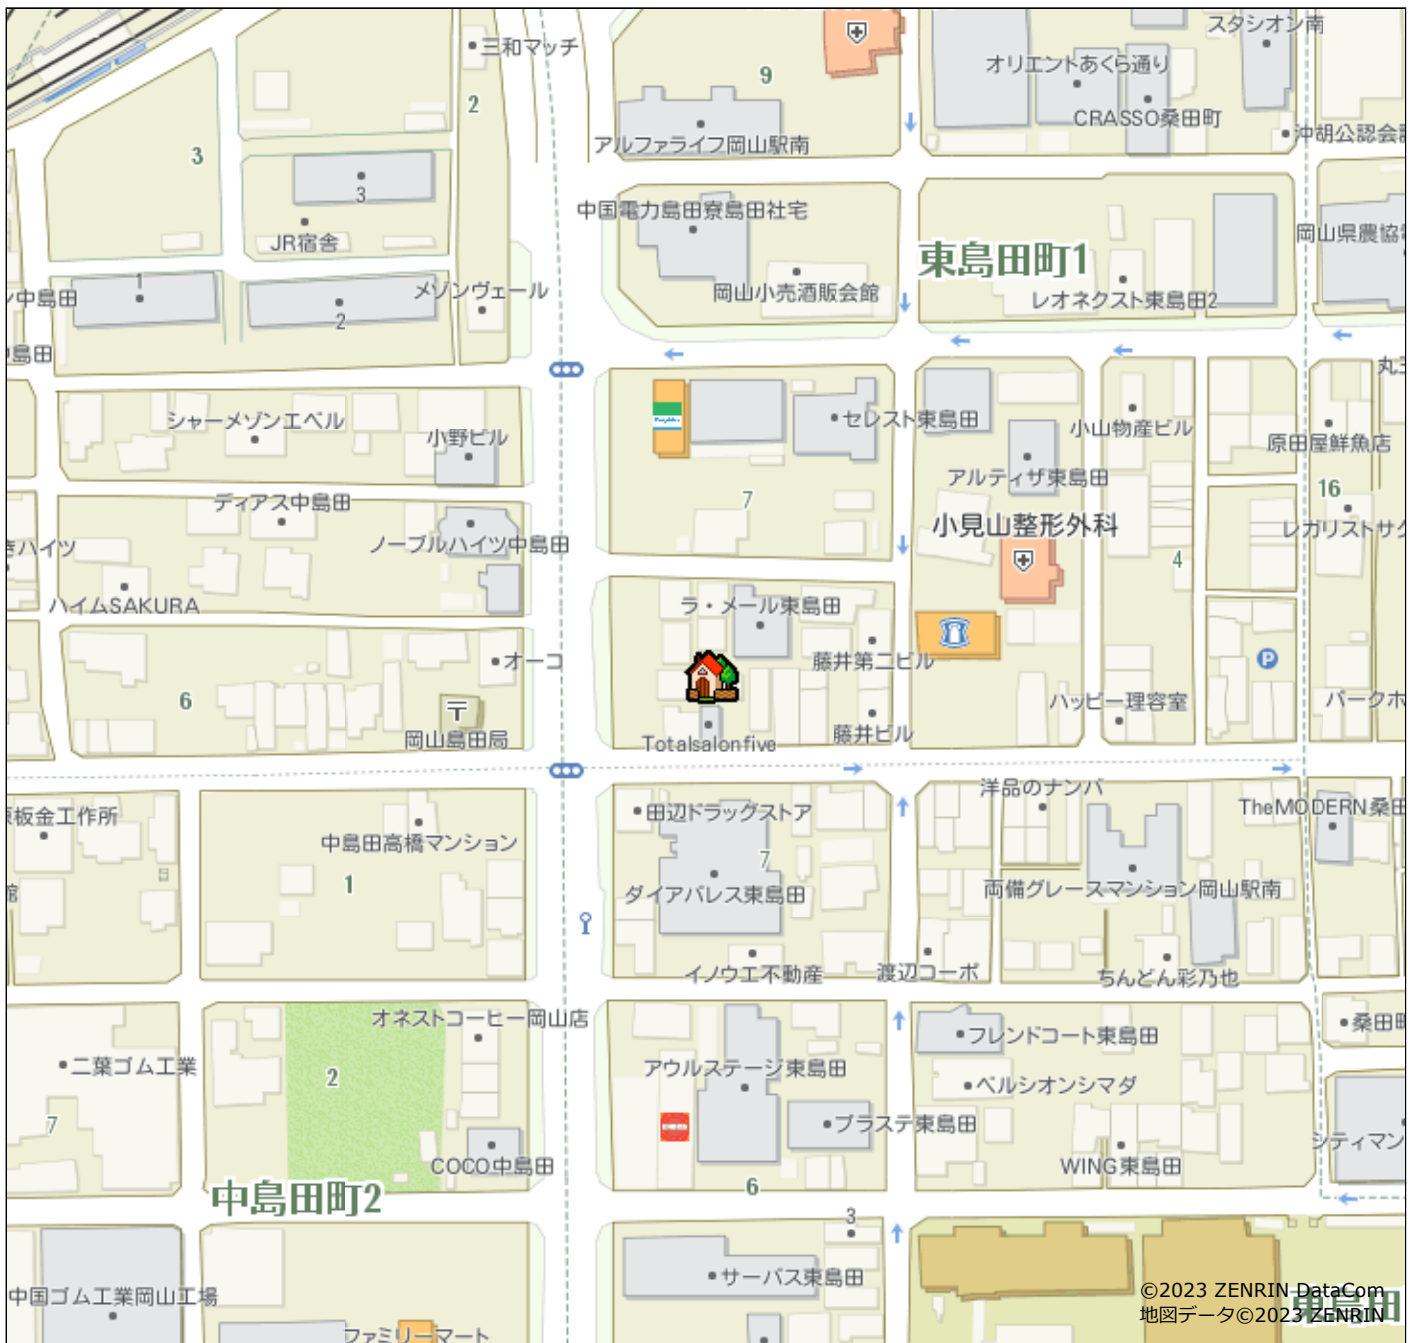 スタシオン南
三和マッチ
オリエントあくら通り
9
2
CRASSO桑田町
沖胡公認会
アルファライフ岡山駅南
3
3
中国電力島田寮島田社宅
JR宿舎
岡山県農協
東島田町1
1
メゾンヴェール
岡山小売酒販会館
レオネクスト東島田2
ン中島田
2
島田
シャーメゾンエペル
小野ビル
セレスト東島田
小山物産ビル
原田屋鮮魚店
アルティザ東島田
16
7
ディアス中島田
小見山整形外科
レガリストサク
ノーブルハイツ中島田
きハイツ
4
ハイムSAKURA
ラ・メール東島田
オーコ
藤井第二ビル
P
6
ハッピー理容室
パークホ
〒
岡山島田局
藤井ビル
Totalsalonfive
洋品のナンバ
TheMODERN桑田
板金工作所
田辺ドラッグストア
中島田高橋マンション
7
1
館
ダイアパレス東島田
両備グレースマンション岡山駅南
イノウエ不動産
渡辺コーポ
ちんどん彩乃也
オネストコーヒー岡山店
桑田町
フレンドコート東島田
二葉ゴム工業
アウルステージ東島田
2
ベルシオンシマダ
7
プラステ東島田
シティマン
COCO中島田
WING東島田
6
中島田町2
3
サーパス東島田
中国ゴム工業岡山工場
©2023 ZENRIN DataCom
地図データ©2023 ZENRIN
東島田
ファミリーマート